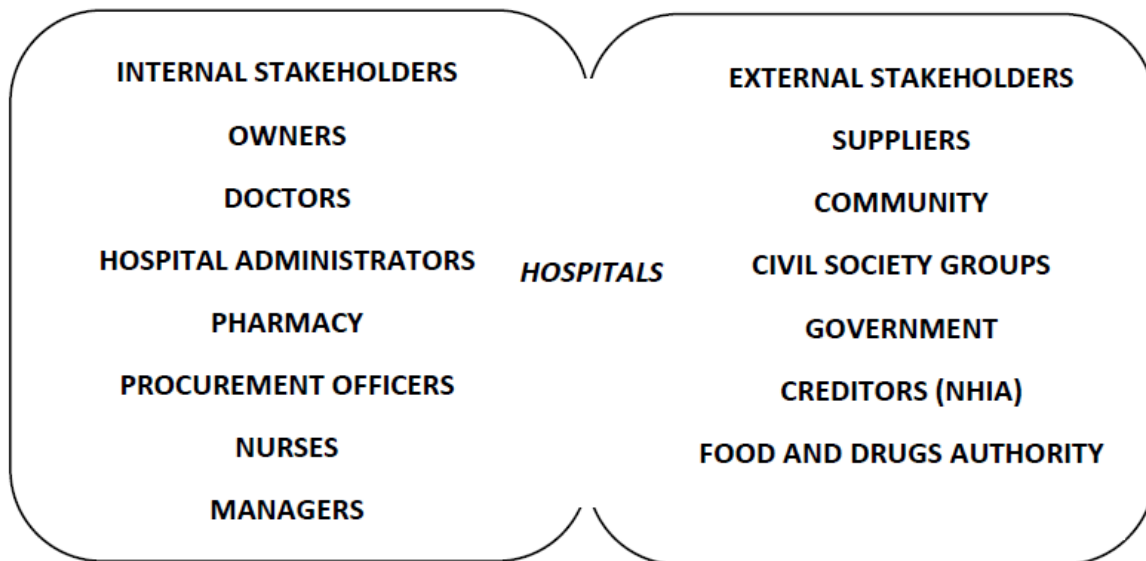 INTERNAL STAKEHOLDERS
OWNERS
DOCTORS
HOSPITAL ADMINISTRATORS
PHARMACY
PROCUREMENT OFFICERS
NURSES
MANAGERS
HOSPITALS
EXTERNAL STAKEHOLDERS
SUPPLIERS
COMMUNITY
CIVIL SOCIETY GROUPS
GOVERNMENT
CREDITORS (NHIA)
FOOD AND DRUGS AUTHORITY